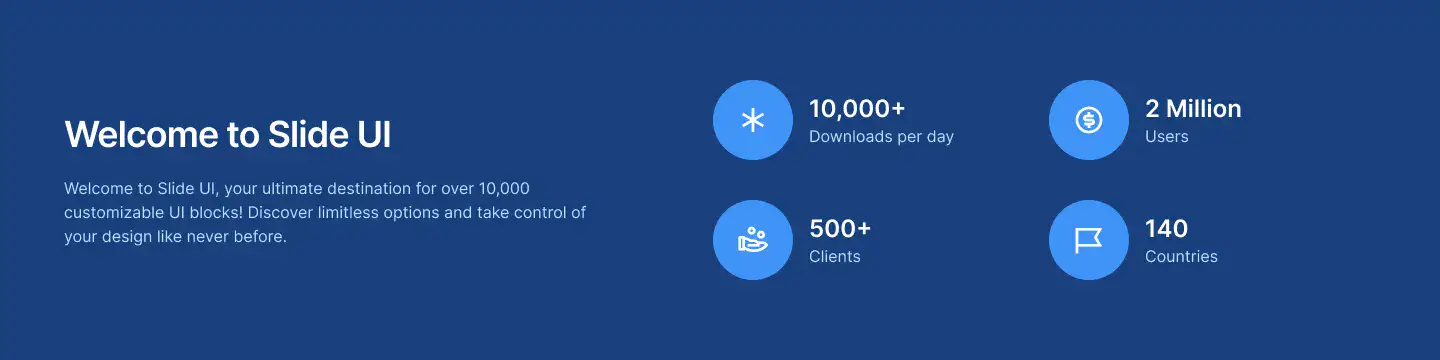 Welcome to Slide UI
Welcome to Slide UI, your ultimate destination for over 10,000
customizable UI blocks! Discover limitless options and take control of
your design like never before.
10,000+
Downloads per day
2 Million
Users
500+
Clients
140
Countries